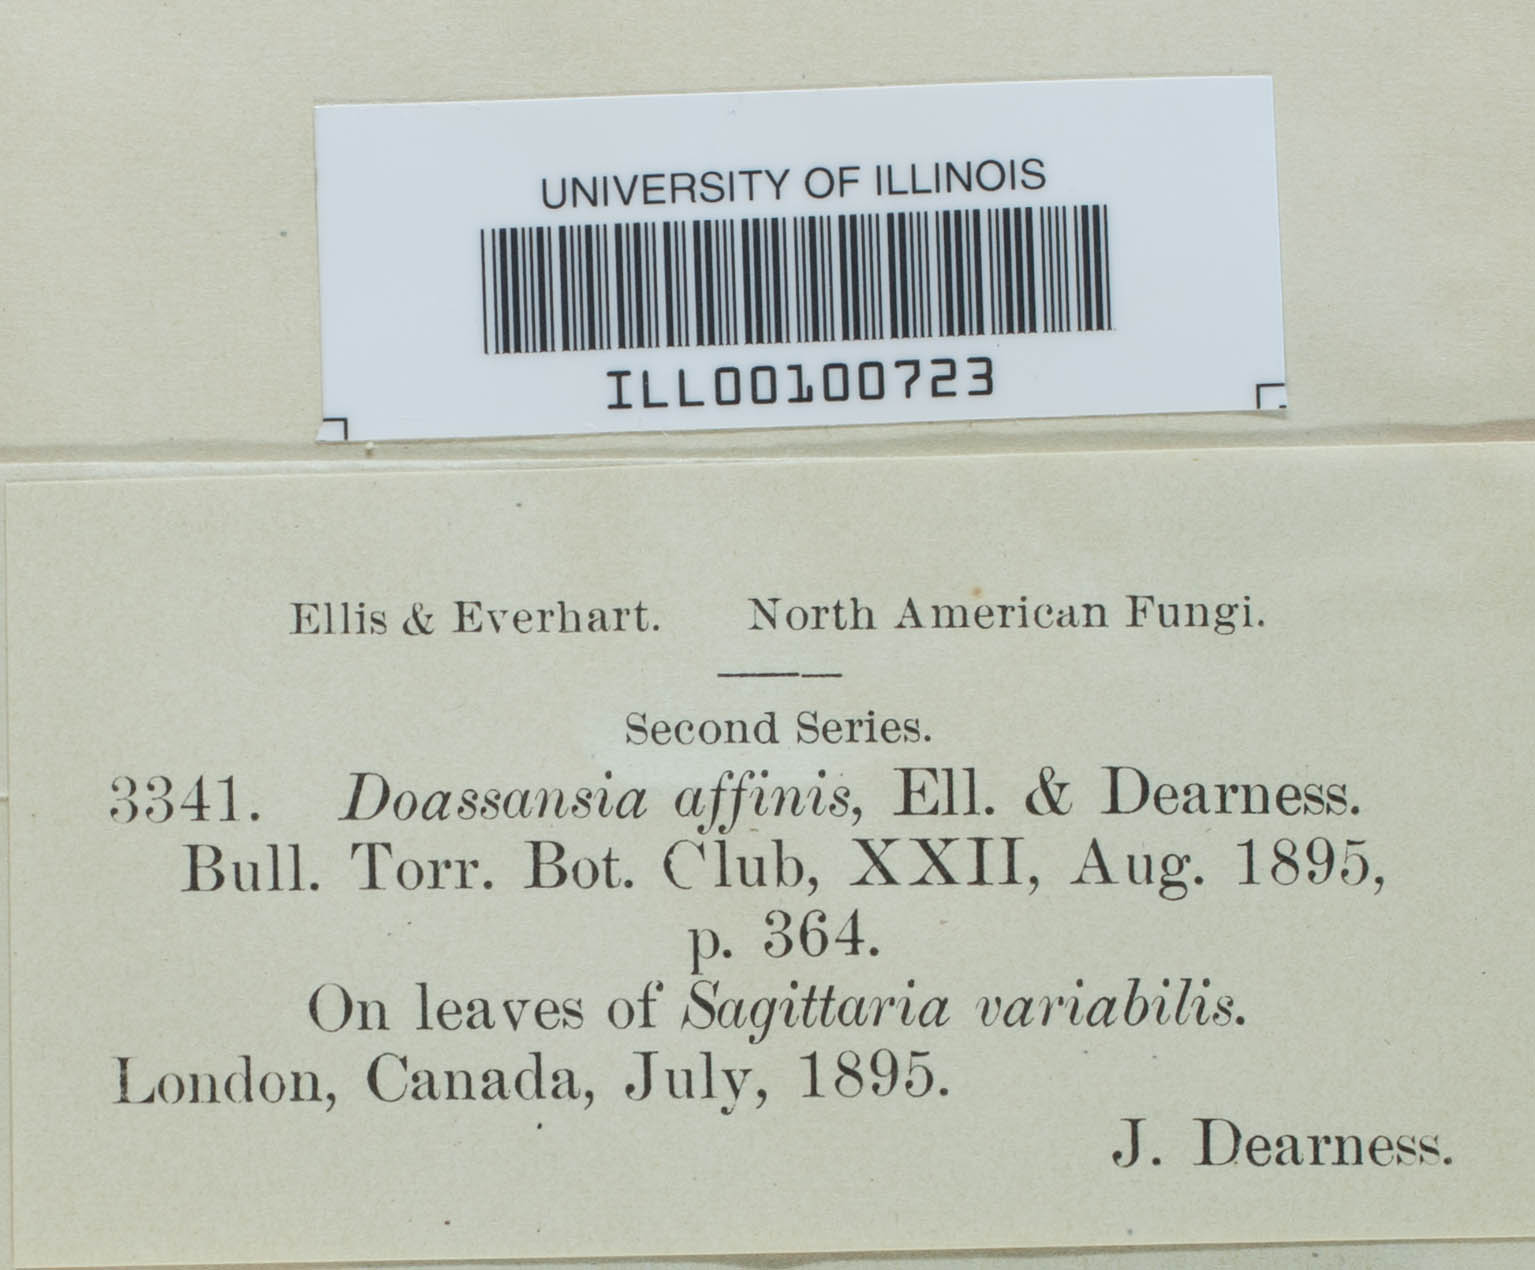 UNIVERSITY OF ILLINOIS
ILL00100723
Ellis & Everhart. North American Fungi.
Second Series.
3341. Doassansia affinis, Ell. & Dearness.
Bull. Torr. Bot. Club, XXII, Aug. 1895,
p. 364.
On leaves of Sagittaria variabilis.
London, Canada, July, 1895.
J. Dearness.